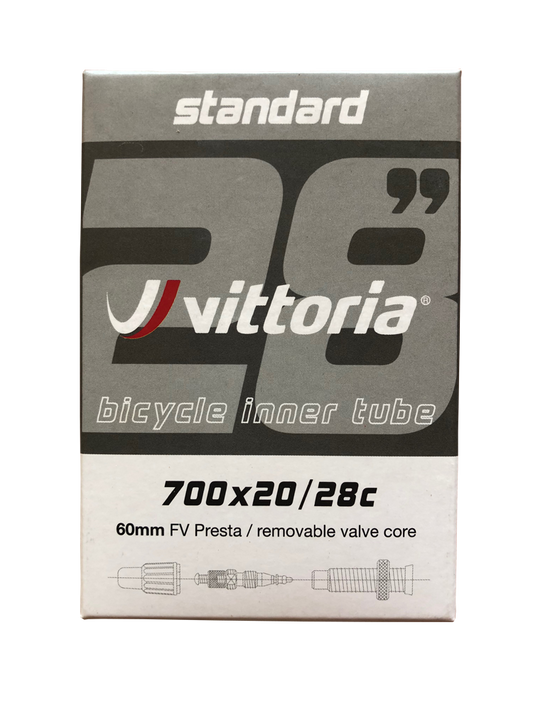 standard
28"
vittoria®
bicycle inner tube
700x20/28c
60mm FV Presta / removable valve core